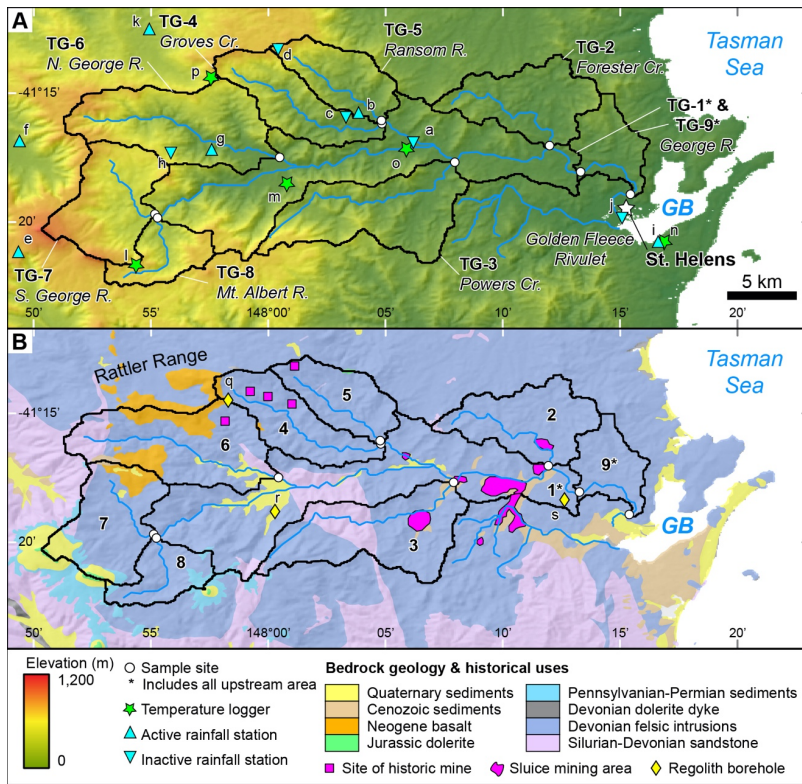 A
k
TG-4
Groves Cr.
TG-5
Ransom R.
TG-6
N. George R.
TG-2
Forester Cr.
Tasman
Sea
p
d
-41°15'
c
b
TG-1* &
TG-9*
George R.
f
h
g
a
o
m
-41°20'
j
GB
i
n
e
l
Golden Fleece
Rivulet
St. Helens
TG-7
S. George R.
TG-8
Mt. Albert R.
TG-3
Powers Cr.
5 km
50'
55'
148°00'
05'
10'
15'
20'
B
Rattler Range
Tasman
Sea
q
5
-41°15'
4
2
6
9*
r
1*
s
7
-41°20'
3
GB
8
50'
55'
148°00'
05'
10'
15'
20'
Elevation (m)
1,200
0
Sample site
* Includes all upstream area
Temperature logger
Active rainfall station
Inactive rainfall station
Bedrock geology & historical uses
Quaternary sediments
Cenozoic sediments
Neogene basalt
Jurassic dolerite
Pennsylvanian-Permian sediments
Devonian dolerite dyke
Devonian felsic intrusions
Silurian-Devonian sandstone
Site of historic mine
Sluice mining area
Regolith borehole